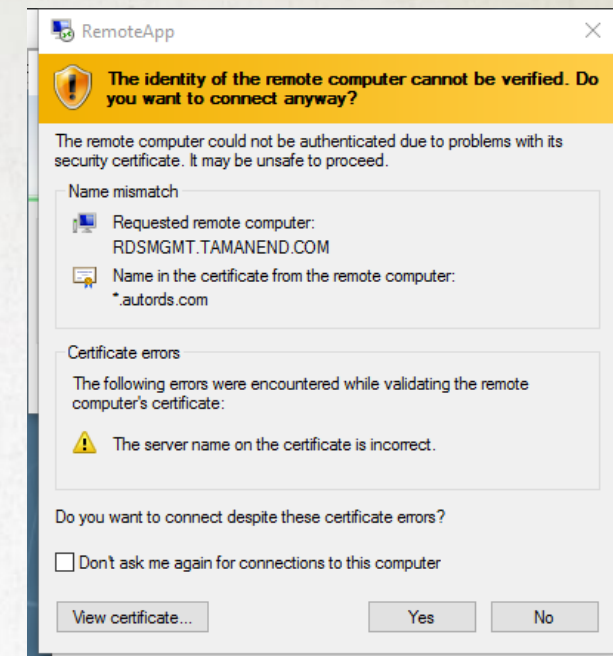 RemoteApp
The identity of the remote computer cannot be verified. Do
you want to connect anyway?
The remote computer could not be authenticated due to problems with its
security certificate. It may be unsafe to proceed.
Name mismatch
Requested remote computer:
RDSMGMT.TAMANEND.COM
Name in the certificate from the remote computer:
*.autords.com
Certificate errors
The following errors were encountered while validating the remote
computer's certificate:
The server name on the certificate is incorrect.
Do you want to connect despite these certificate errors?
Don't ask me again for connections to this computer
View certificate...
Yes
No